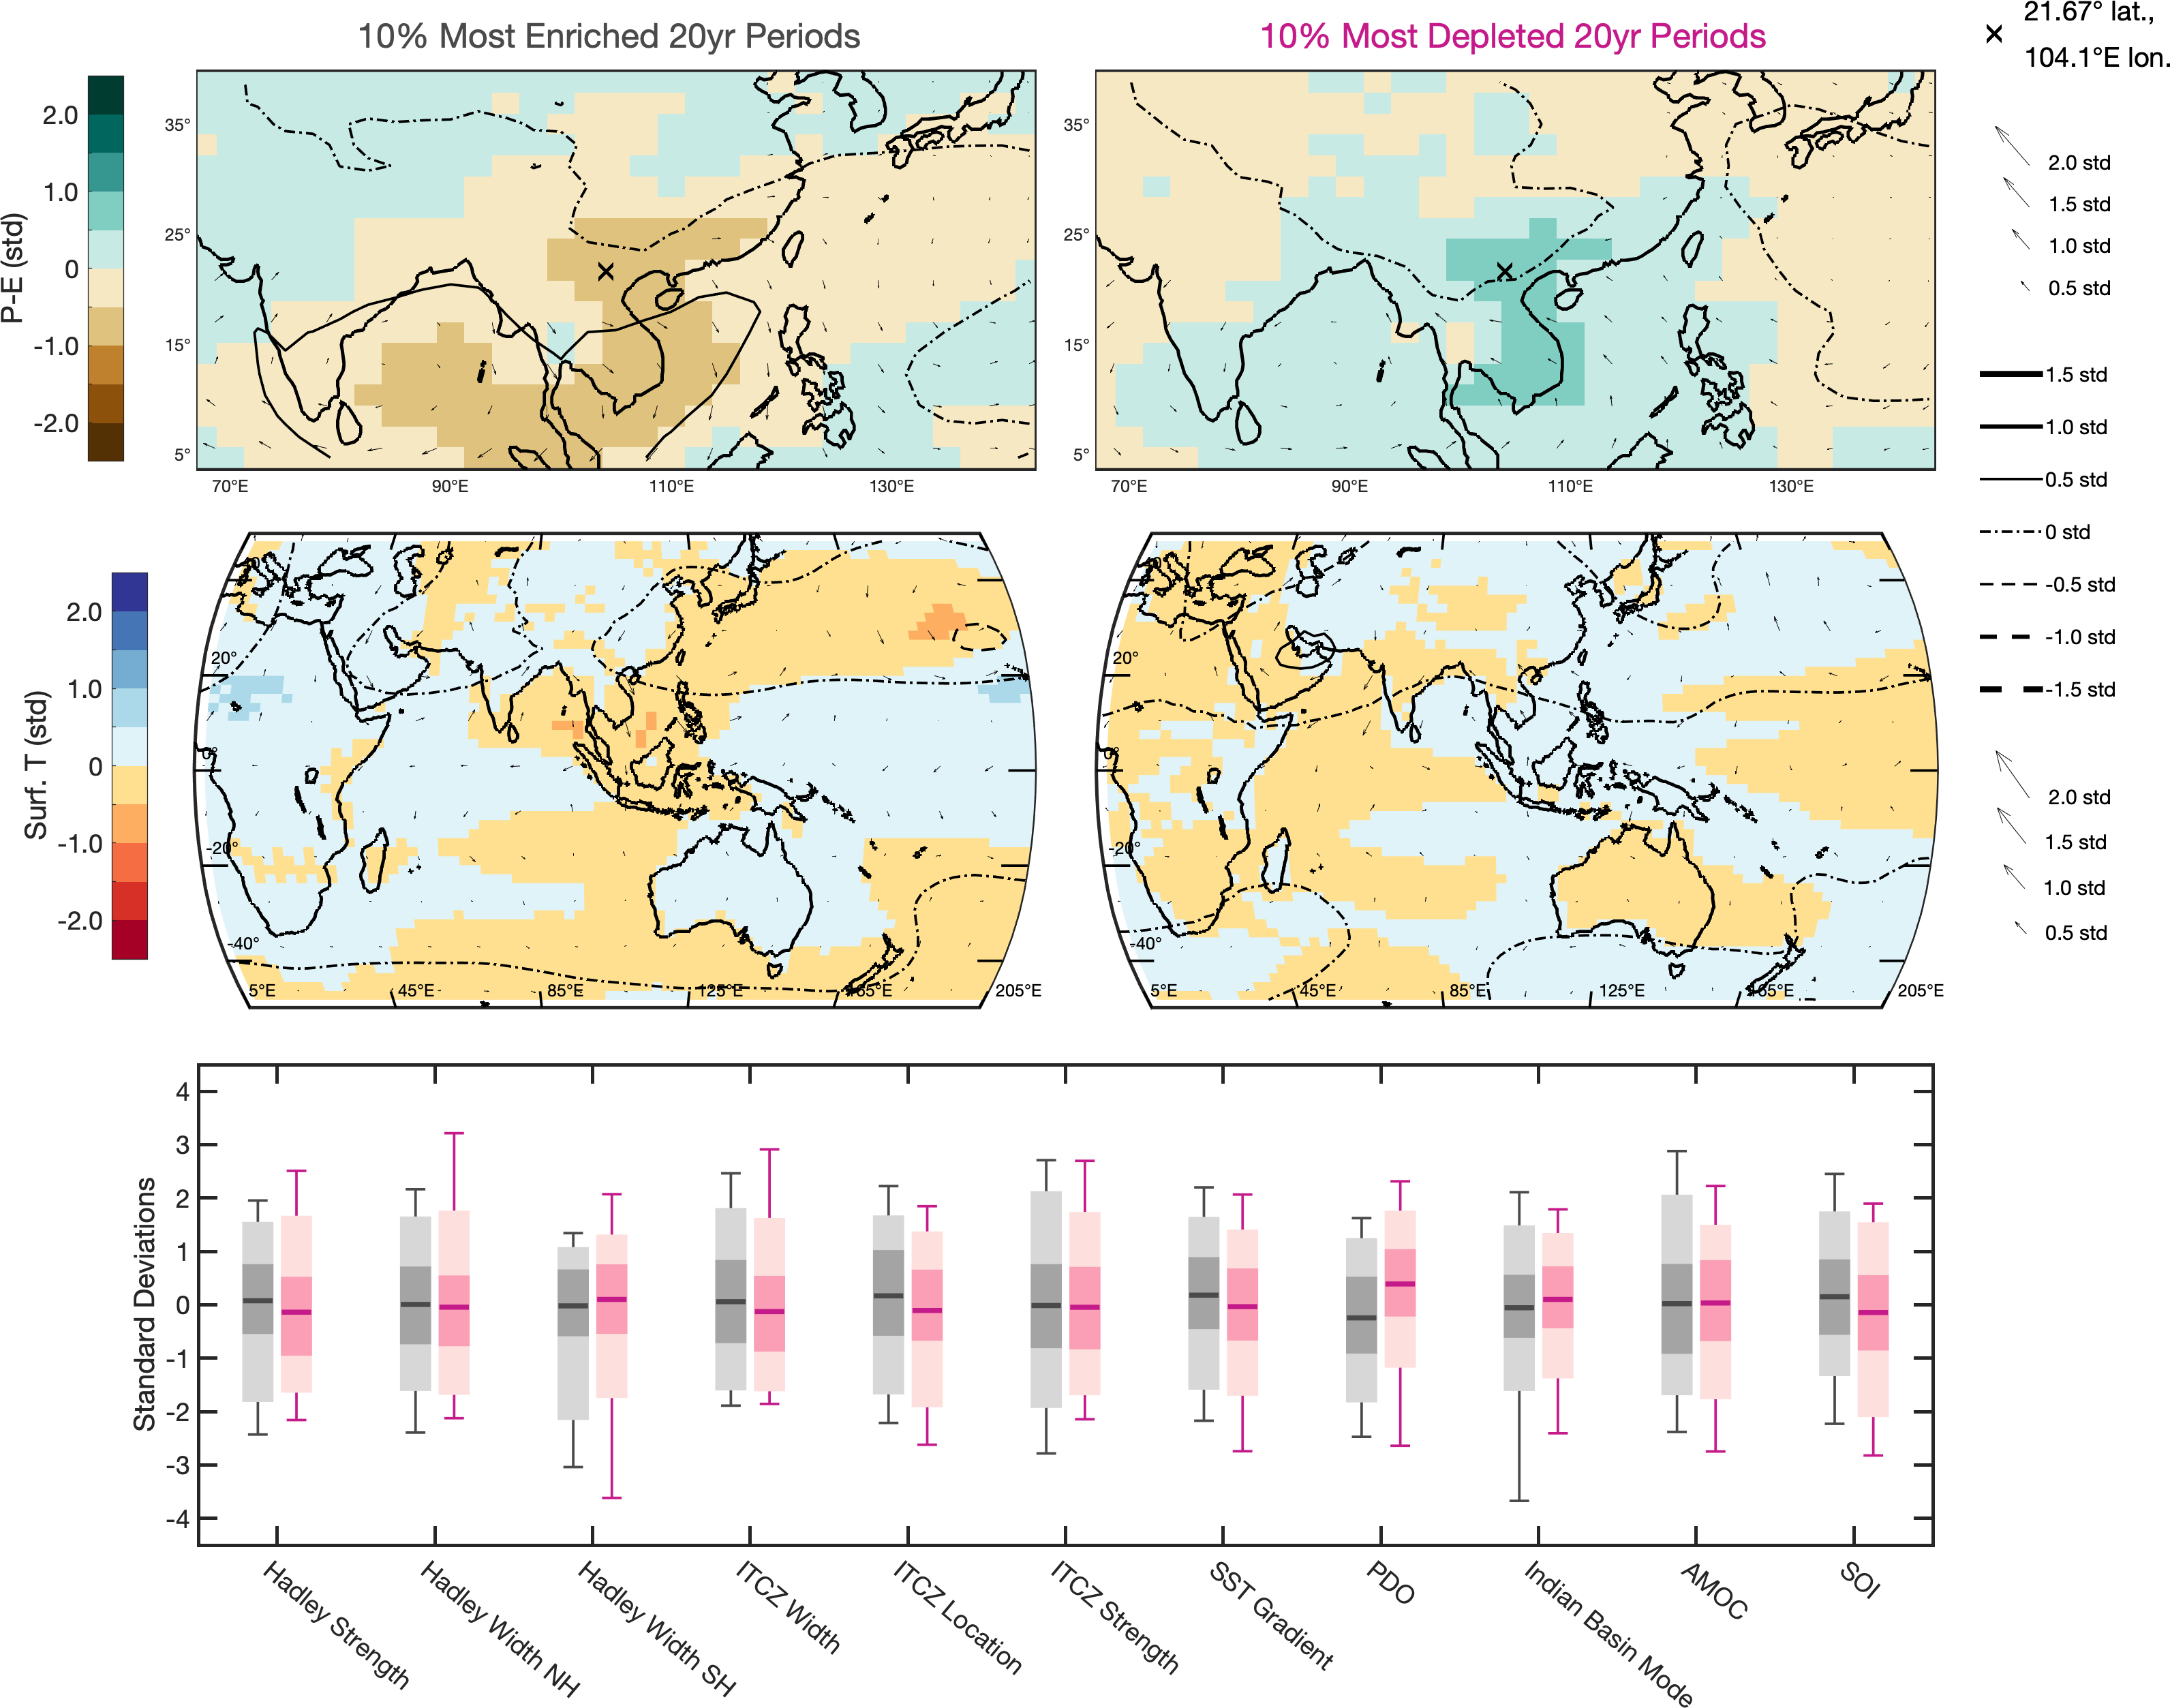 10% Most Enriched 20yr Periods
10% Most Depleted 20yr Periods
21.67° lat.,
104.1°E lon.
P-E (std)
2.0
1.0
0
-1.0
-2.0
35°
25°
15°
5°
70°E
90°E
110°E
130°E
35°
25°
15°
5°
70°E
90°E
110°E
130°E
2.0 std
1.5 std
1.0 std
0.5 std
1.5 std
1.0 std
0.5 std
0 std
-0.5 std
-1.0 std
-1.5 std
2.0 std
1.5 std
1.0 std
0.5 std
Surf. T (std)
2.0
1.0
0
-1.0
-2.0
20°
0°
-20°
-40°
5°E
45°E
85°E
125°E
165°E
205°E
20°
0°
-20°
-40°
5°E
45°E
85°E
125°E
165°E
205°E
Standard Deviations
4
3
2
1
0
-1
-2
-3
-4
Hadley Strength
Hadley Width NH
Hadley Width SH
ITCZ Width
ITCZ Location
ITCZ Strength
SST Gradient
PDO
Indian Basin Mode
AMOC
SOI